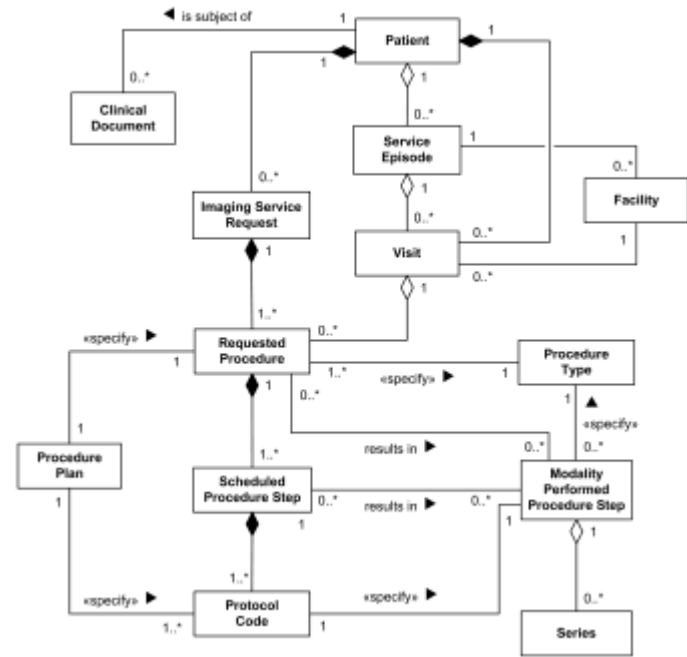 ◄ is subject of
1
Patient
1
1
1
0..*
Clinical
Document
0..*
Service
Episode
1
1
0..*
Facility
0..*
Imaging Service
Request
1
0..*
Visit
0..*
1
0..*
1
1..*
0..*
«specify» ►
1
Requested
Procedure
1
1..*
0..*
«specify» ►
1
Procedure
Type
1
▲
«specify»
1
Procedure
Plan
1
1..*
results in ►
0..*
0..*
Scheduled
Procedure Step
1
0..*
results in ►
0..*
Modality
Performed
Procedure Step
1
1
1..*
«specify» ►
1..*
Protocol
Code
1
«specify» ►
0..*
Series